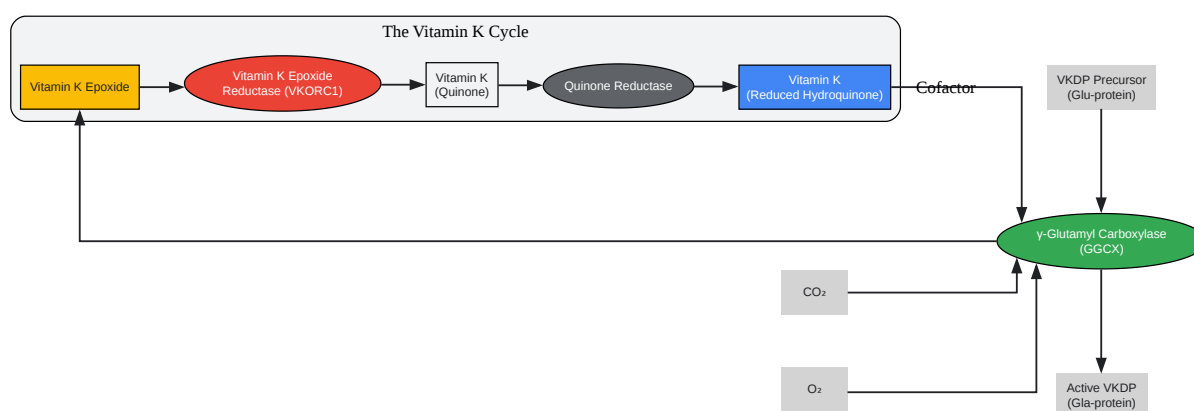 The Vitamin K Cycle
Vitamin K Epoxide
Vitamin K Epoxide
Reductase (VKORC1)
Vitamin K
(Quinone)
Quinone Reductase
Vitamin K
(Reduced Hydroquinone)
Cofactor
VKDP Precursor
(Glu-protein)
γ-Glutamyl Carboxylase
(GGCX)
CO₂
O₂
Active VKDP
(Gla-protein)